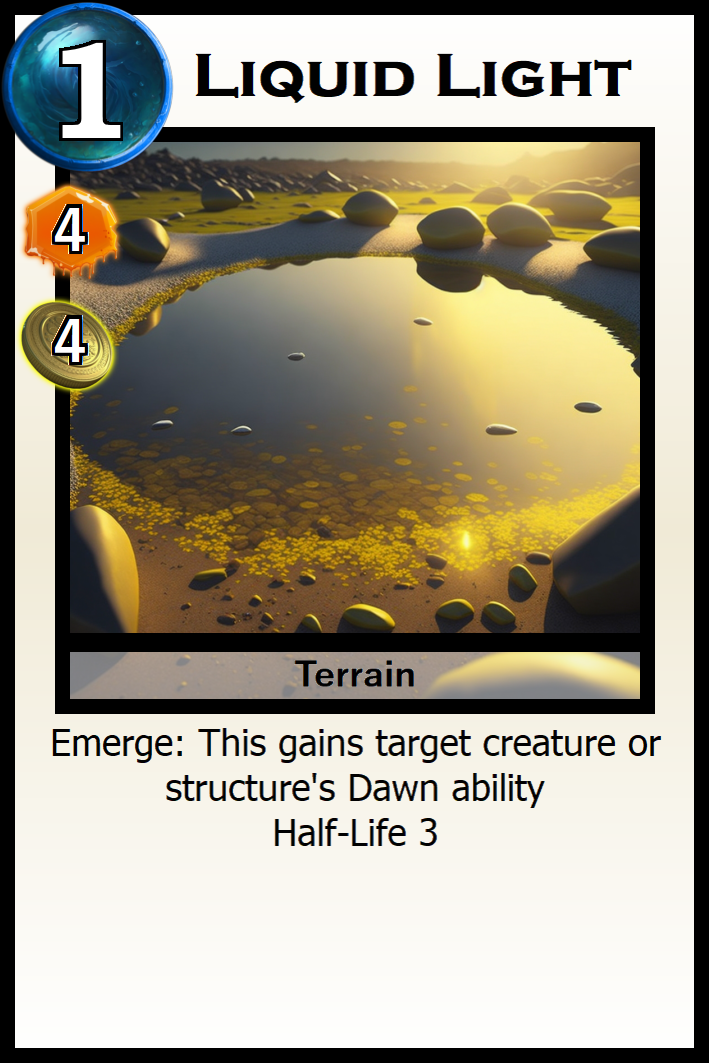 1
Liquid Light
4
4
Terrain
Emerge: This gains target creature or
structure's Dawn ability
Half-Life 3